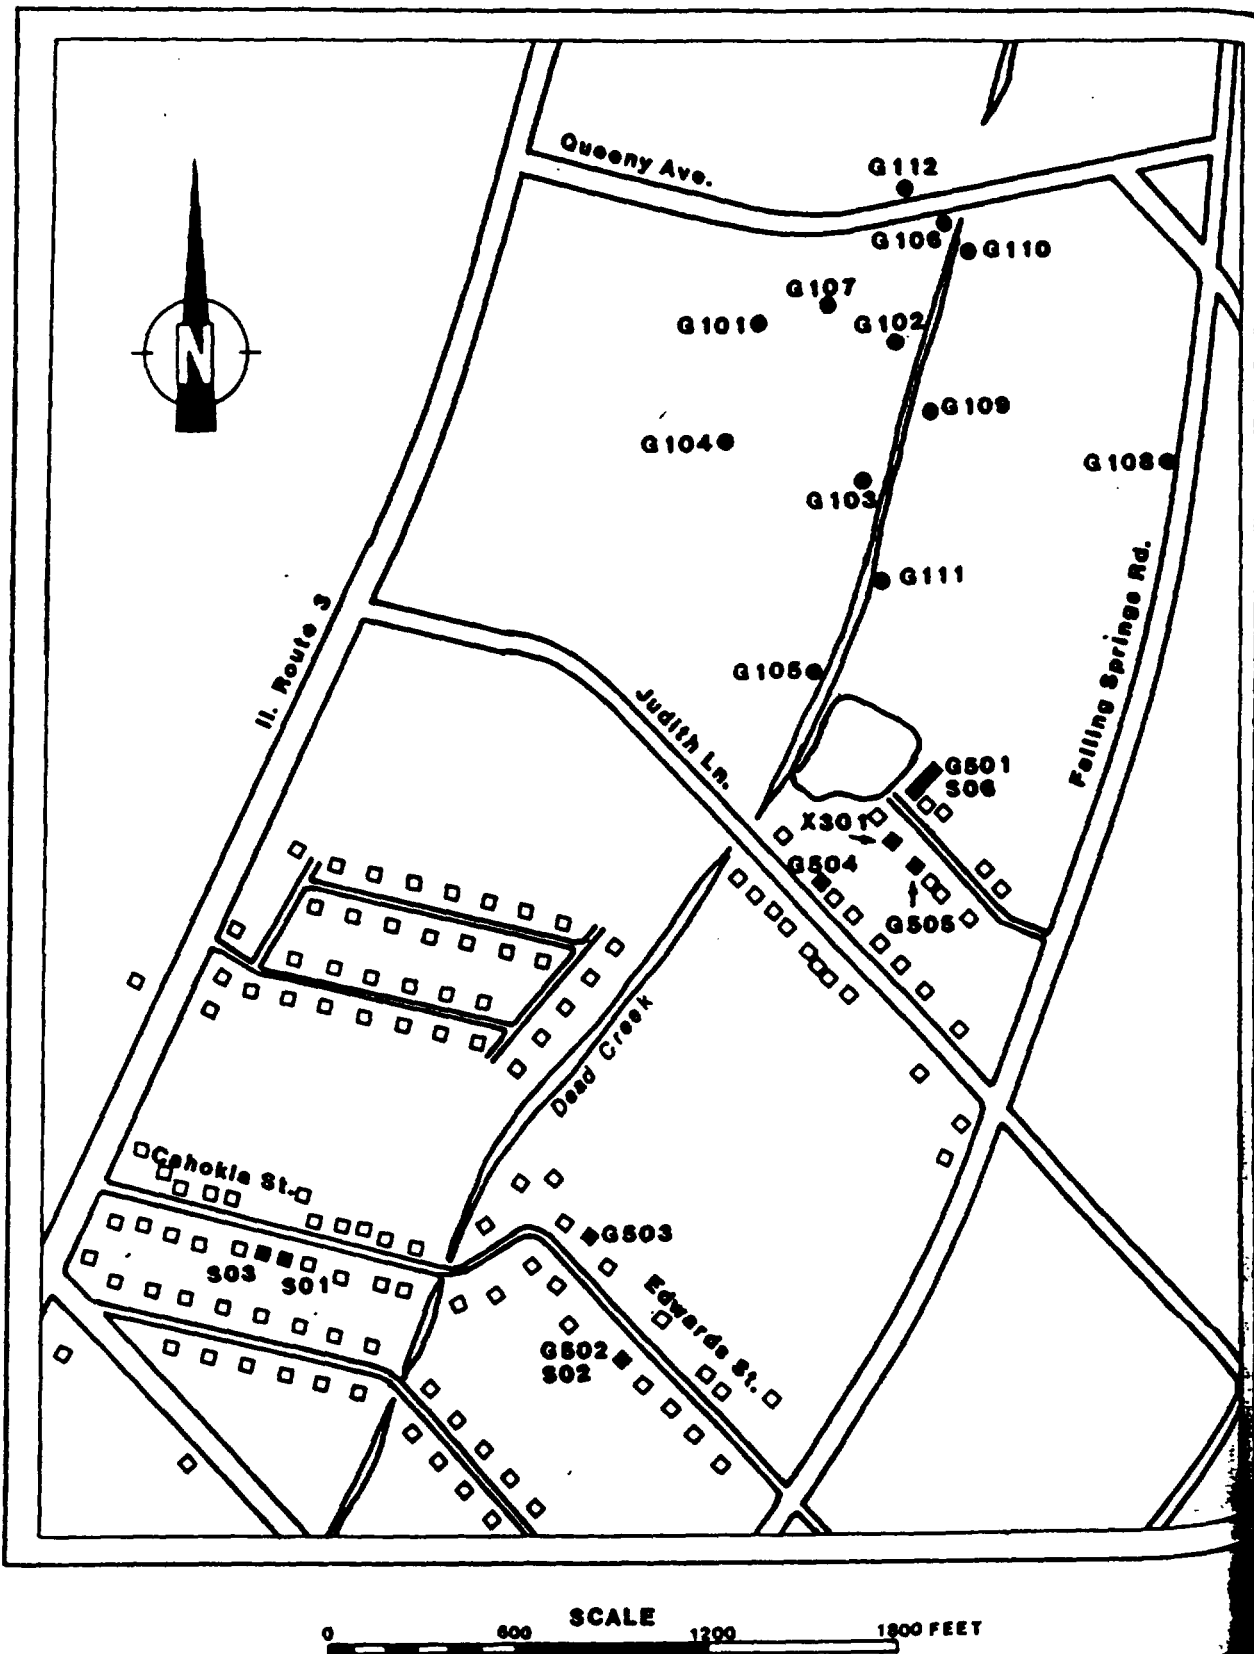 Queeny Ave.
G112
G106
G110
G107
G101
G102
N
G109
G104
G108
G103
G111
Il. Route 3
Falling Springs Rd.
G105
Judith Ln.
G501
S06
X301
G504
G505
Dead Creek
Cahokia St.
G503
S03
S01
Edwards St.
G502
S02
SCALE
0 600 1200 1800 FEET